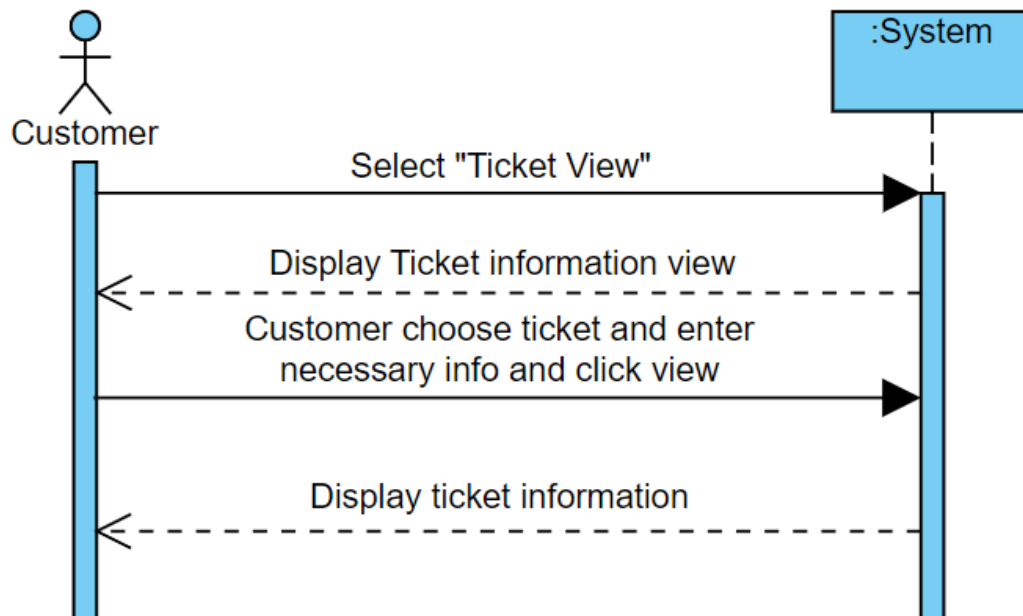 :System
Customer
Select "Ticket View"
Display Ticket information view
Customer choose ticket and enter
necessary info and click view
Display ticket information